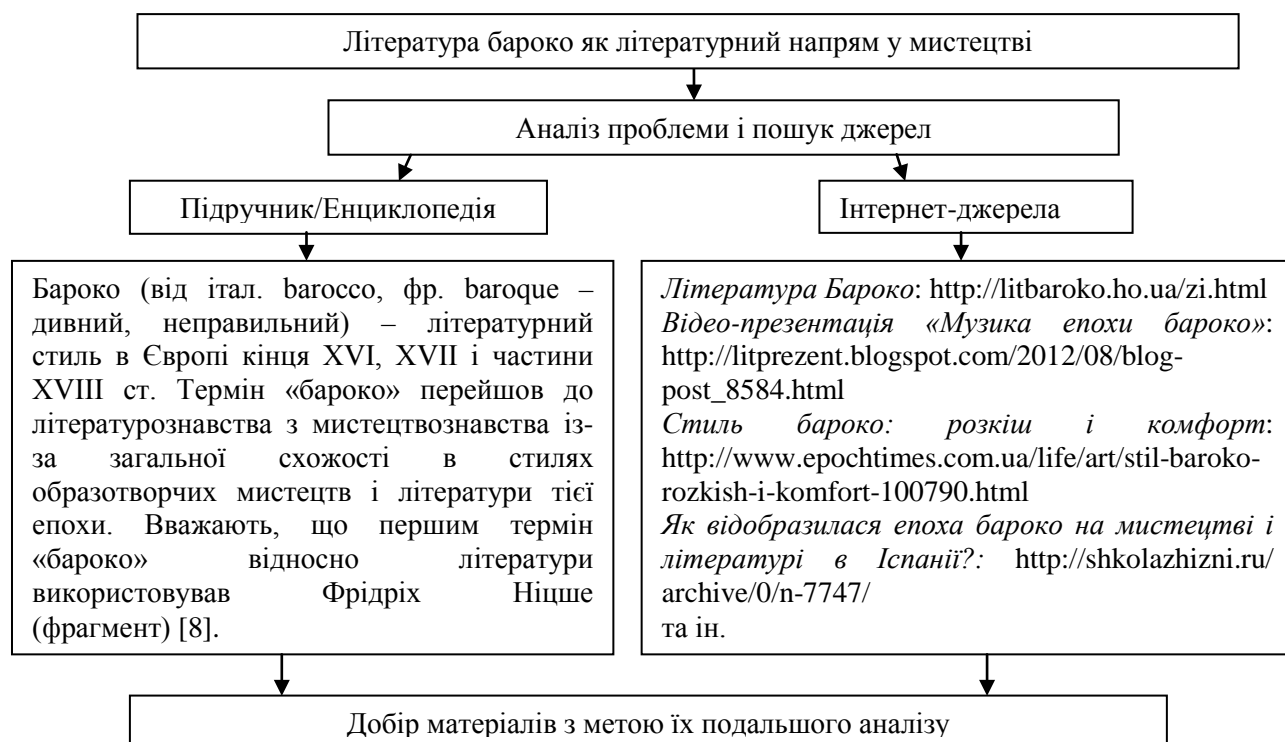 Література бароко як літературний напрям у мистецтві
Аналіз проблеми і пошук джерел
Підручник/Енциклопедія
Інтернет-джерела
Бароко (від італ. barocco, фр. baroque –
дивний, неправильний) – літературний
стиль в Європі кінця XVI, XVII і частини
XVIII ст. Термін «бароко» перейшов до
літературознавства з мистецтвознавства із-
за загальної схожості в стилях
образотворчих мистецтв і літератури тієї
епохи. Вважають, що першим термін
«бароко» відносно літератури
використовував Фрідріх Ніцше
(фрагмент) [8].
Література Бароко: http://litbaroko.ho.ua/zi.html
Відео-презентація «Музика епохи бароко»:
http://litprezent.blogspot.com/2012/08/blog-
post_8584.html
Стиль бароко: розкіш і комфорт:
http://www.epochtimes.com.ua/life/art/stil-baroko-
rozkish-i-komfort-100790.html
Як відобразилася епоха бароко на мистецтві і
літературі в Іспанії?: http://shkolazhizni.ru/
archive/0/n-7747/
та ін.
Добір матеріалів з метою їх подальшого аналізу